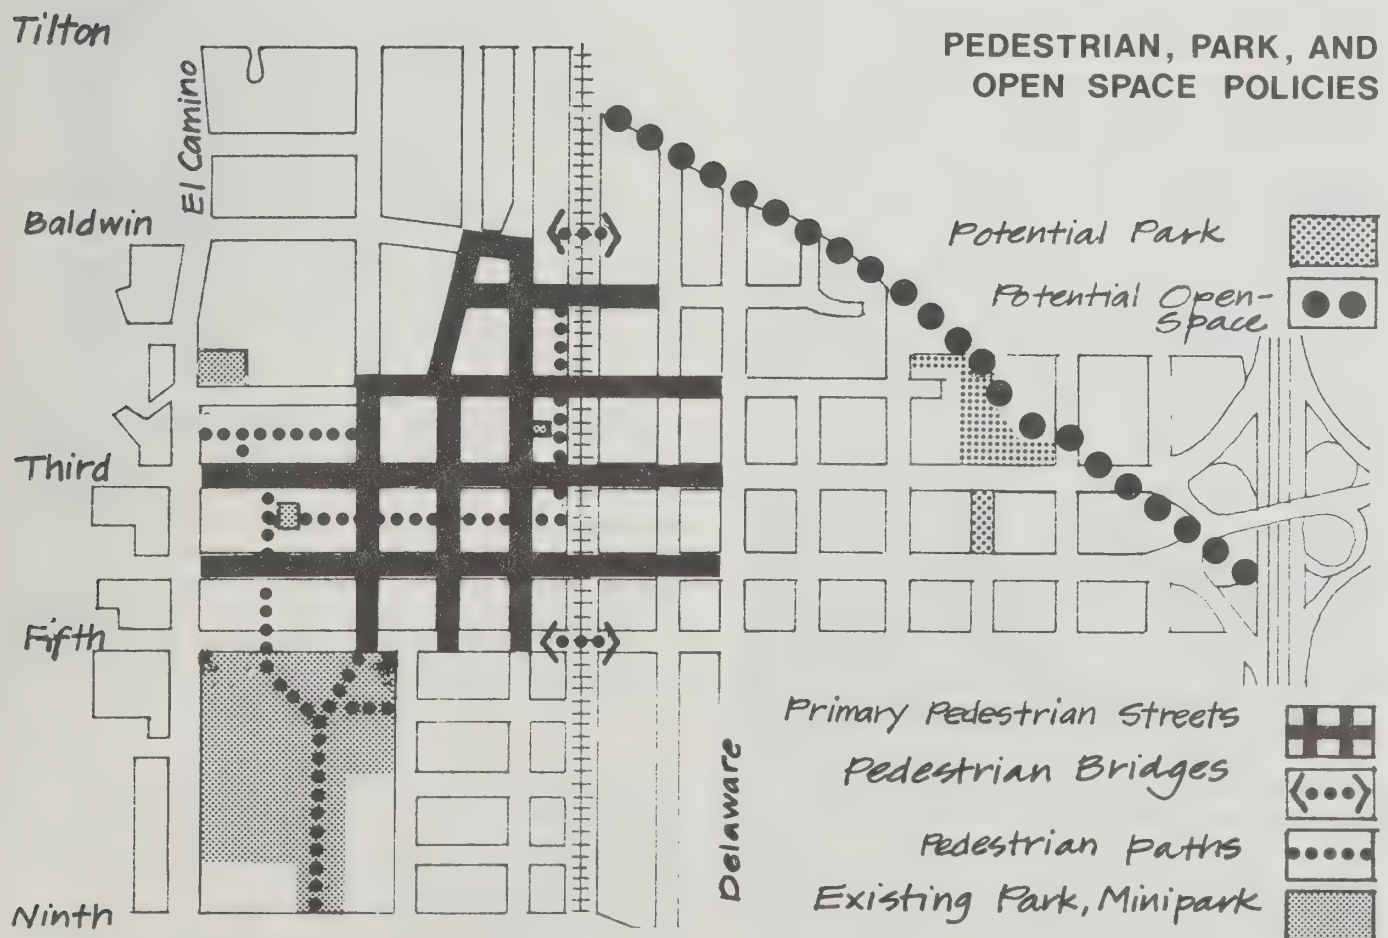 Tilton
PEDESTRIAN, PARK, AND
OPEN SPACE POLICIES
El Camino
Baldwin
Potential Park
Potential Open-
Space
Third
Fifth
Primary Pedestrian Streets
Pedestrian Bridges
Delaware
Pedestrian Paths
Existing Park, Minipark
Ninth